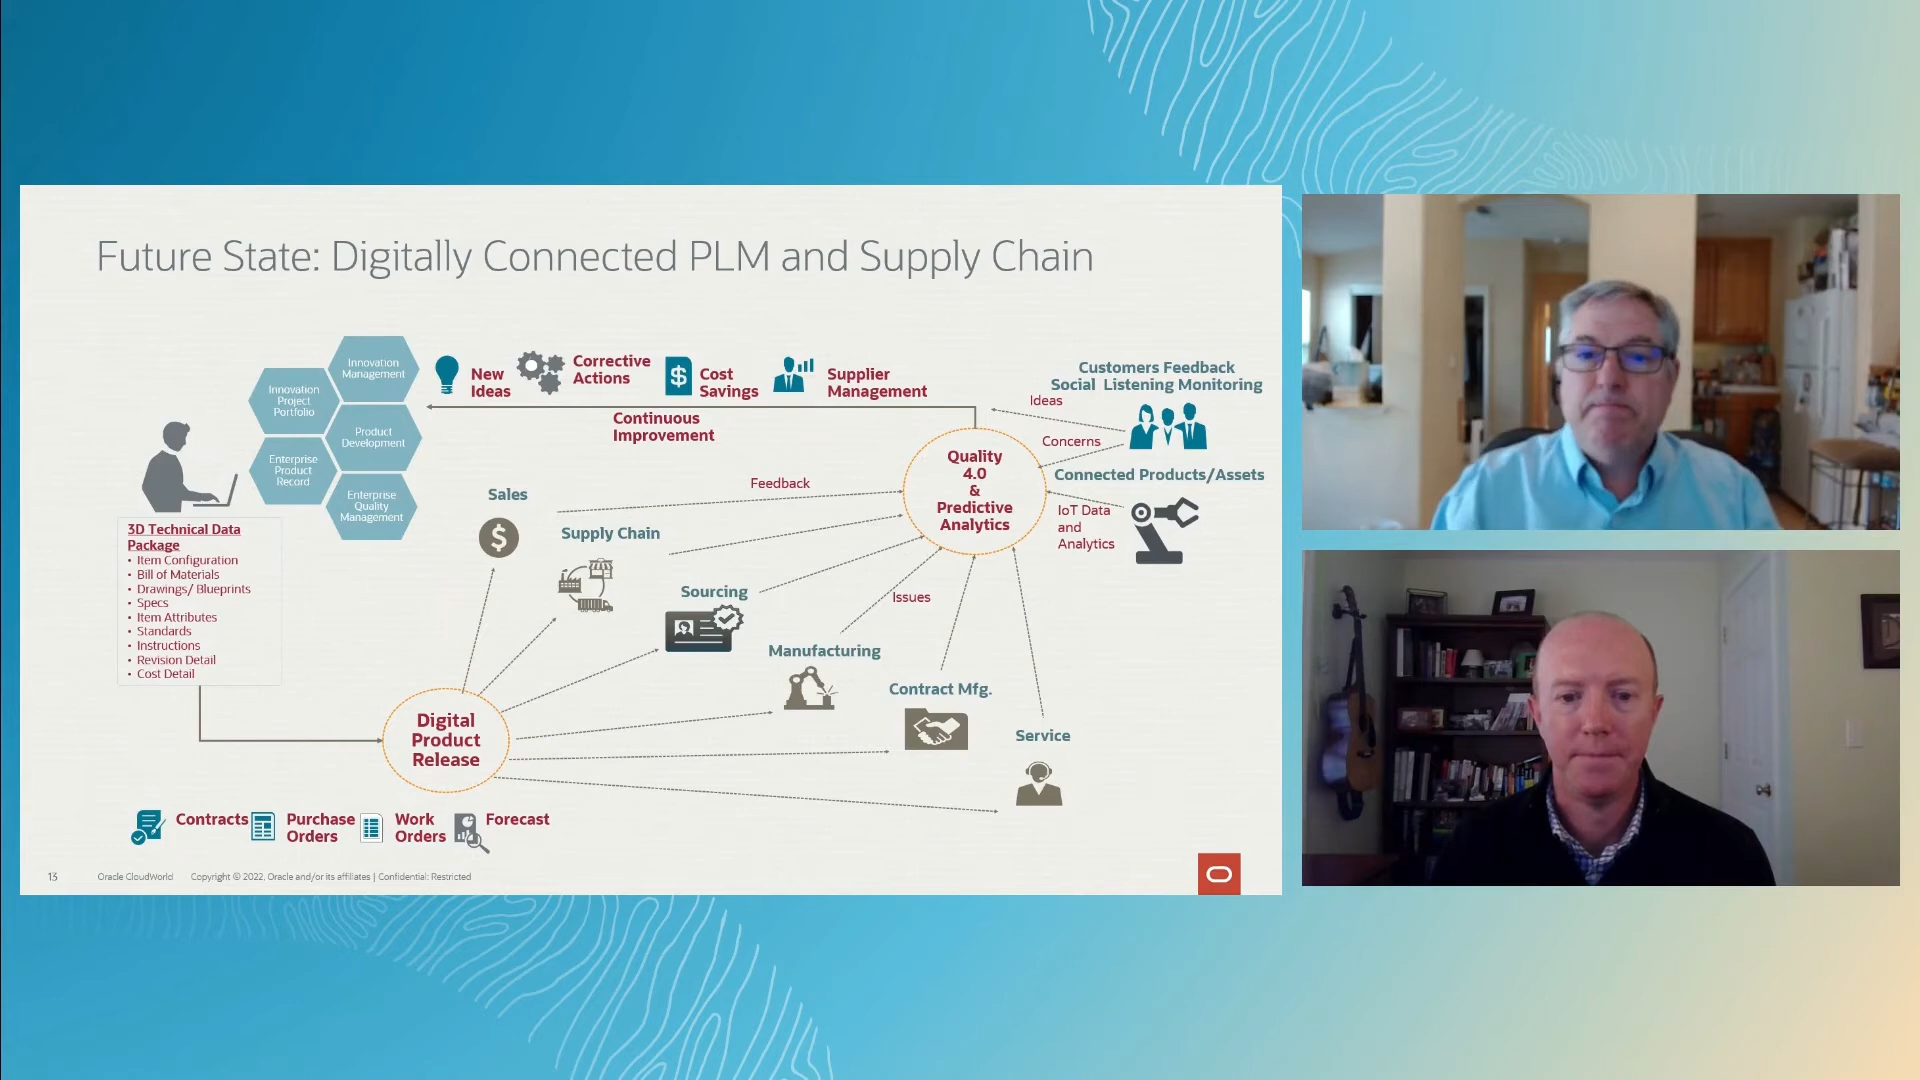 Future State: Digitally Connected PLM and Supply Chain
Innovation
Management
Innovation
Project
Portfolio
Product
Development
Enterprise
Product
Record
Enterprise
Quality
Management
New
Ideas
Corrective
Actions
Cost
Savings
Supplier
Management
Continuous
Improvement
Customers Feedback
Social Listening Monitoring
Ideas
Concerns
Connected Products/Assets
IoT Data
and
Analytics
Quality
4.0
&
Predictive
Analytics
Feedback
Sales
Supply Chain
Sourcing
Issues
Manufacturing
Contract Mfg.
Service
3D Technical Data
Package
• Item Configuration
• Bill of Materials
• Drawings/ Blueprints
• Specs
• Item Attributes
• Standards
• Instructions
• Revision Detail
• Cost Detail
Digital
Product
Release
Contracts
Purchase
Orders
Work
Orders
Forecast
13
Oracle CloudWorld
Copyright © 2022, Oracle and/or its affiliates | Confidential: Restricted